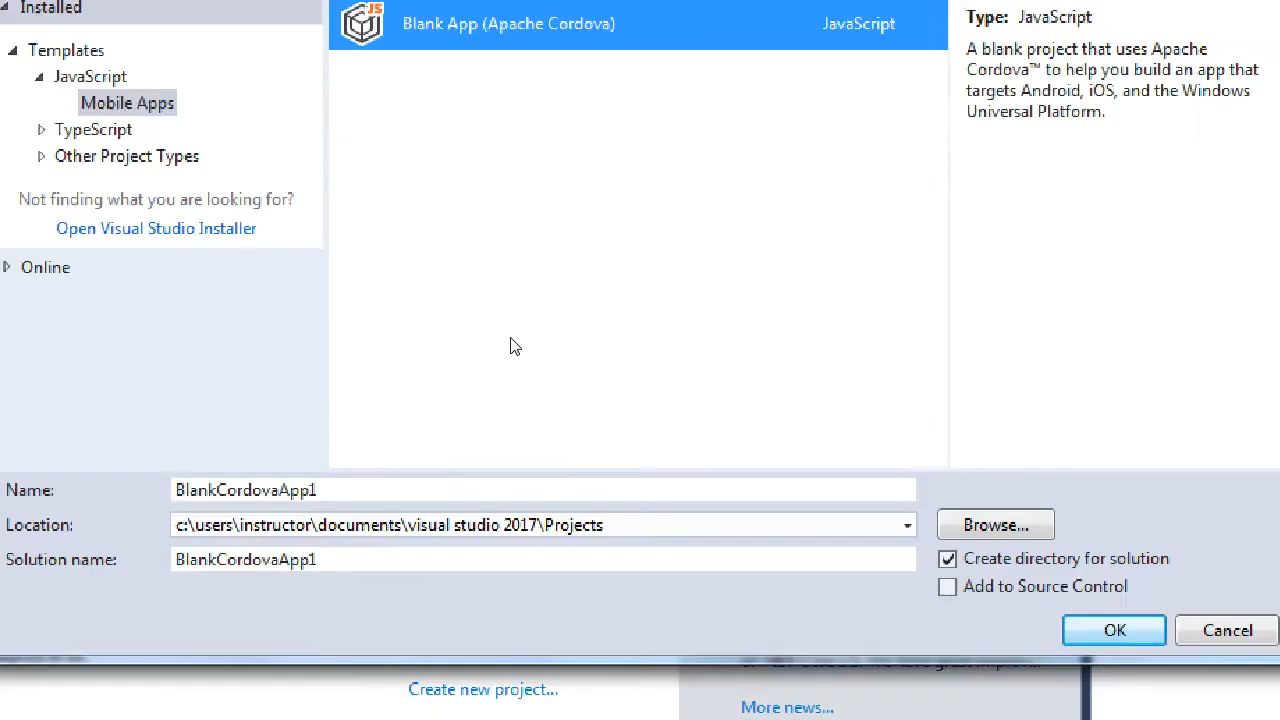 Installed
Templates
JavaScript
Mobile Apps
TypeScript
Other Project Types
Not finding what you are looking for?
Open Visual Studio Installer
Online
JS
Blank App (Apache Cordova) JavaScript
Type: JavaScript
A blank project that uses Apache
Cordova™ to help you build an app that
targets Android, iOS, and the Windows
Universal Platform.
Name: BlankCordovaApp1
Location: c:\users\instructor\documents\visual studio 2017\Projects Browse...
Solution name: BlankCordovaApp1
Create directory for solution
Add to Source Control
OK Cancel
Create new project...
More news...